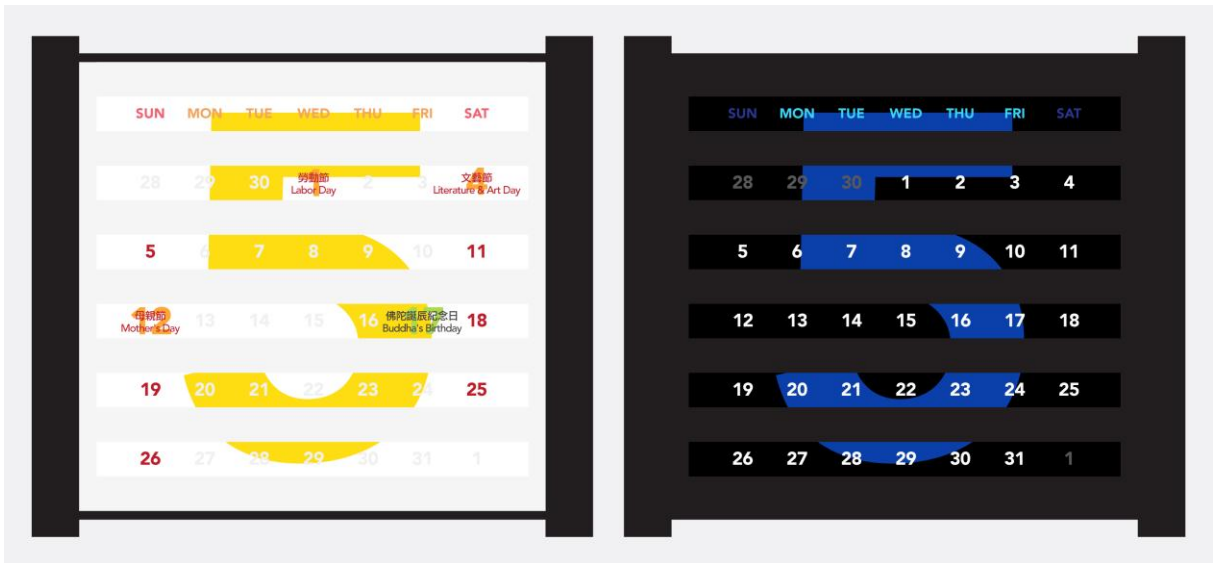 SUN MON TUE WED THU FRI SAT
28 29 30 1 2 3 4
勞動節 文藝節
Labor Day Literature & Art Day
5 6 7 8 9 10 11
12 13 14 15 16 17 18
母親節 佛陀誕辰紀念日
Mother's Day Buddha's Birthday
19 20 21 22 23 24 25
26 27 28 29 30 31 1
SUN MON TUE WED THU FRI SAT
28 29 30 1 2 3 4
5 6 7 8 9 10 11
12 13 14 15 16 17 18
19 20 21 22 23 24 25
26 27 28 29 30 31 1